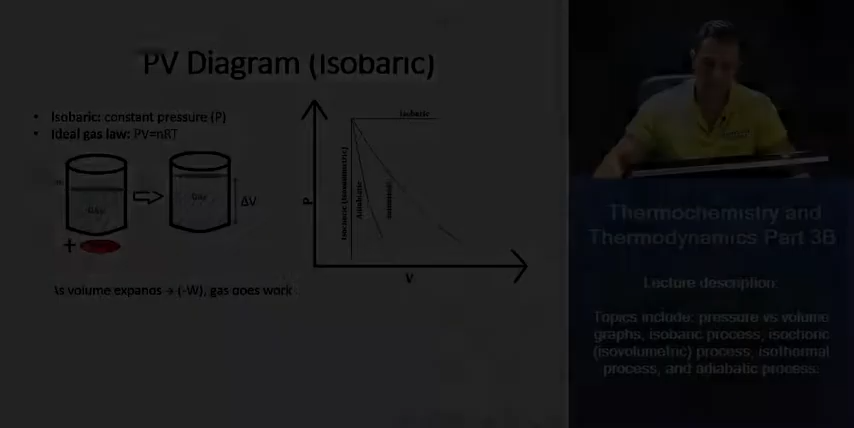 PV Diagram (Isobaric)
• Isobaric: constant pressure (P)
• Ideal gas law: PV=nRT
Gas
Gas
ΔV
+
As volume expands → (-W), gas does work
P
Isobaric
Isochoric (Isovolumetric)
Adiabatic
Isothermal
V
Thermochemistry and
Thermodynamics Part 3B
Lecture description:
Topics include: pressure vs volume
graphs, isobaric process, isochoric
(isovolumetric) process, isothermal
process, and adiabatic process.